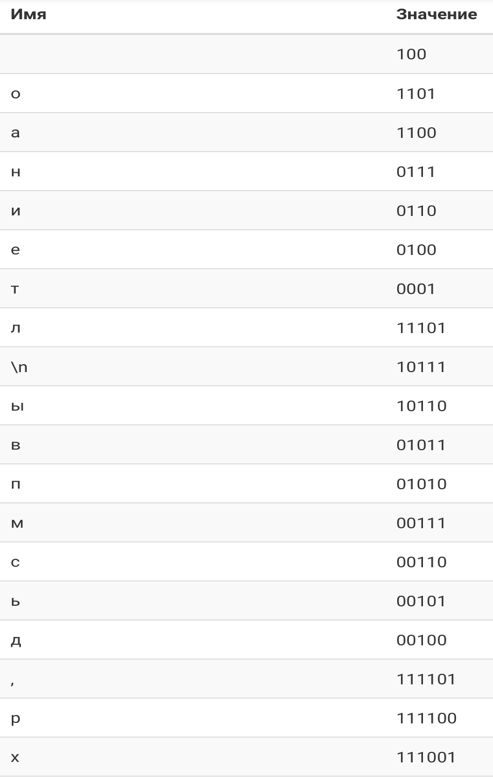 Имя Значение
100
о 1101
а 1100
н 0111
и 0110
е 0100
т 0001
л 11101
\n 10111
ы 10110
в 01011
п 01010
м 00111
с 00110
ь 00101
д 00100
, 111101
р 111100
х 111001